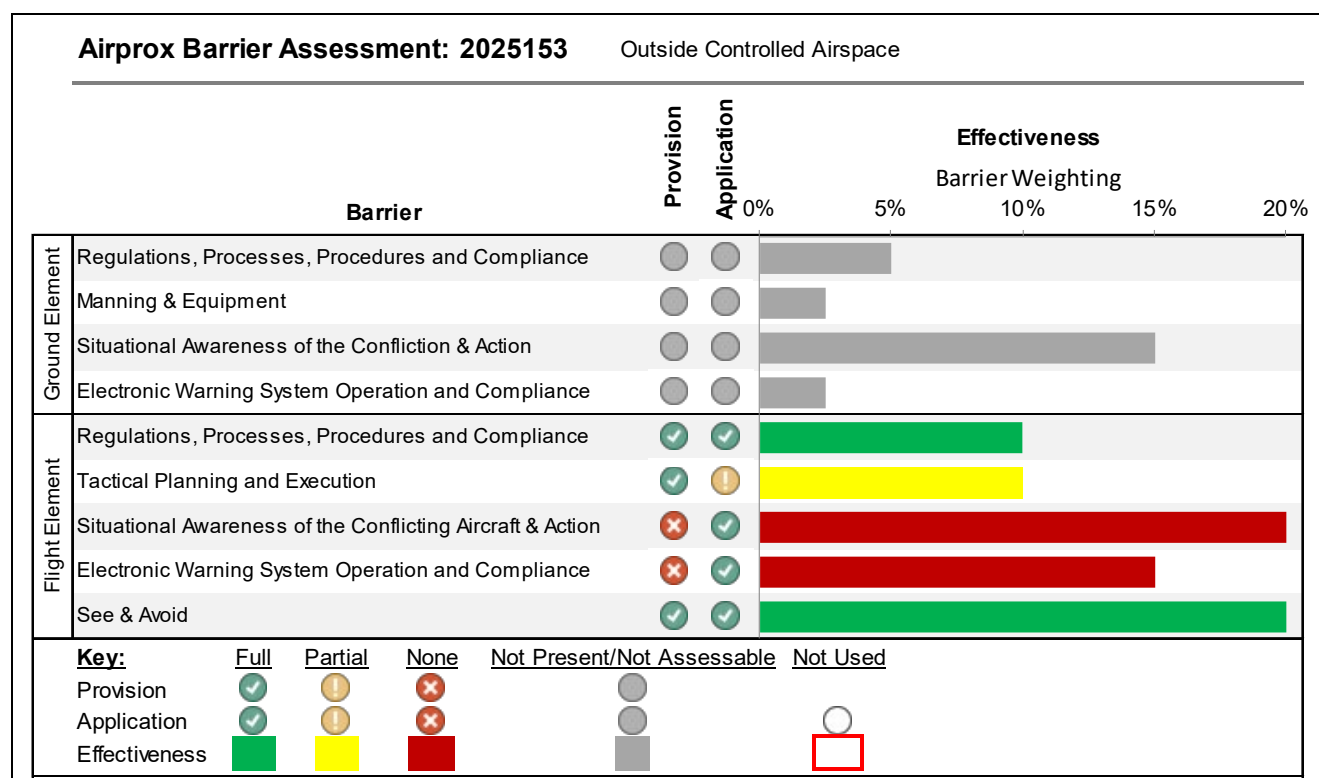 Airprox Barrier Assessment: 2025153 Outside Controlled Airspace
Provision
Application
Effectiveness
Barrier Weighting
Barrier
0% 5% 10% 15% 20%
Ground Element
Regulations, Processes, Procedures and Compliance
Manning & Equipment
Situational Awareness of the Confliction & Action
Electronic Warning System Operation and Compliance
Flight Element
Regulations, Processes, Procedures and Compliance
Tactical Planning and Execution
Situational Awareness of the Conflicting Aircraft & Action
Electronic Warning System Operation and Compliance
See & Avoid
Key: Full Partial None Not Present/Not Assessable Not Used
Provision
Application
Effectiveness